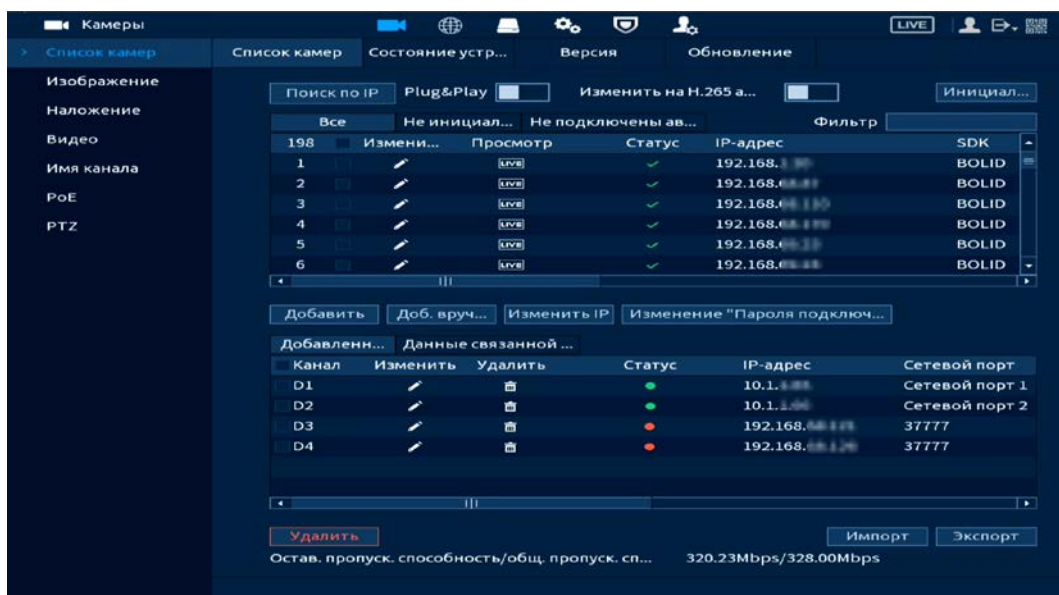 Камеры LIVE
> Список камер Список камер Состояние устр... Версия Обновление
Изображение
Наложение
Видео
Имя канала
PoE
PTZ
Поиск по IP Plug&Play Изменить на H.265 а... Инициал...
Все Не инициал... Не подключены ав... Фильтр
198 Измени... Просмотр Статус IP-адрес SDK
1 LIVE 192.168. BOLID
2 LIVE 192.168. BOLID
3 LIVE 192.168. BOLID
4 LIVE 192.168. BOLID
5 LIVE 192.168. BOLID
6 LIVE 192.168. BOLID
Добавить Доб. вруч... Изменить IP Изменение "Пароля подключ...
Добавленн... Данные связанной ...
Канал Изменить Удалить Статус IP-адрес Сетевой порт
D1 10.1. Сетевой порт 1
D2 10.1. Сетевой порт 2
D3 192.168. 37777
D4 192.168. 37777
Удалить Импорт Экспорт
Остав. пропуск. способность/общ. пропуск. сп... 320.23Mbps/328.00Mbps